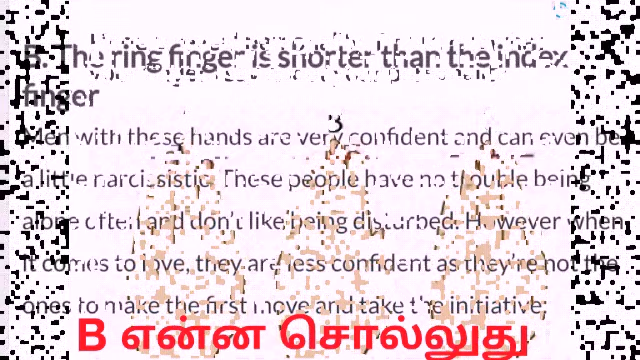 B. The ring finger is shorter than the index
finger
Men with these hands are very confident and can even be
a little narcissistic. These people have no trouble being
alone often and don't like being disturbed. However when
it comes to love, they are less confident as they're not the
ones to make the first move and take the initiative.
B என்ன சொல்லுது